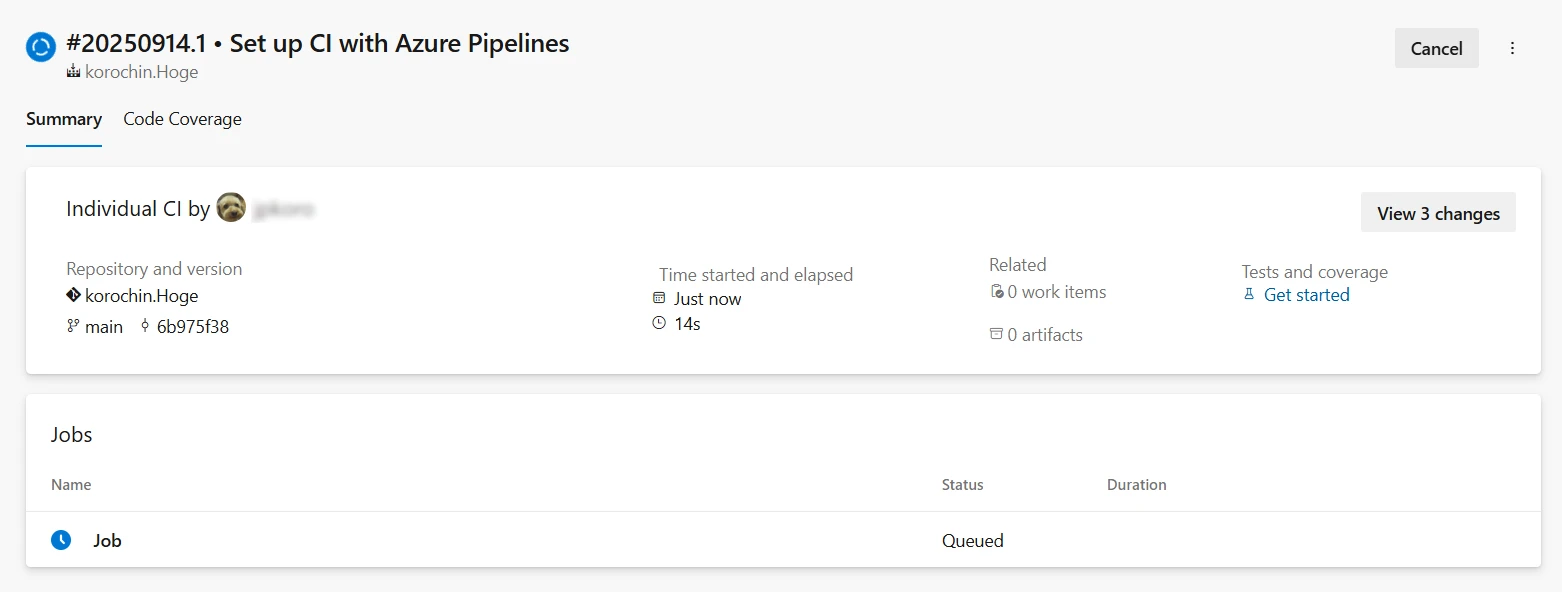 #20250914.1 • Set up CI with Azure Pipelines
korochin.Hoge
Cancel
Summary
Code Coverage
Individual CI by
View 3 changes
Repository and version
korochin.Hoge
main 6b975f38
Time started and elapsed
Just now
14s
Related
0 work items
0 artifacts
Tests and coverage
Get started
Jobs
Name Status Duration
Job Queued